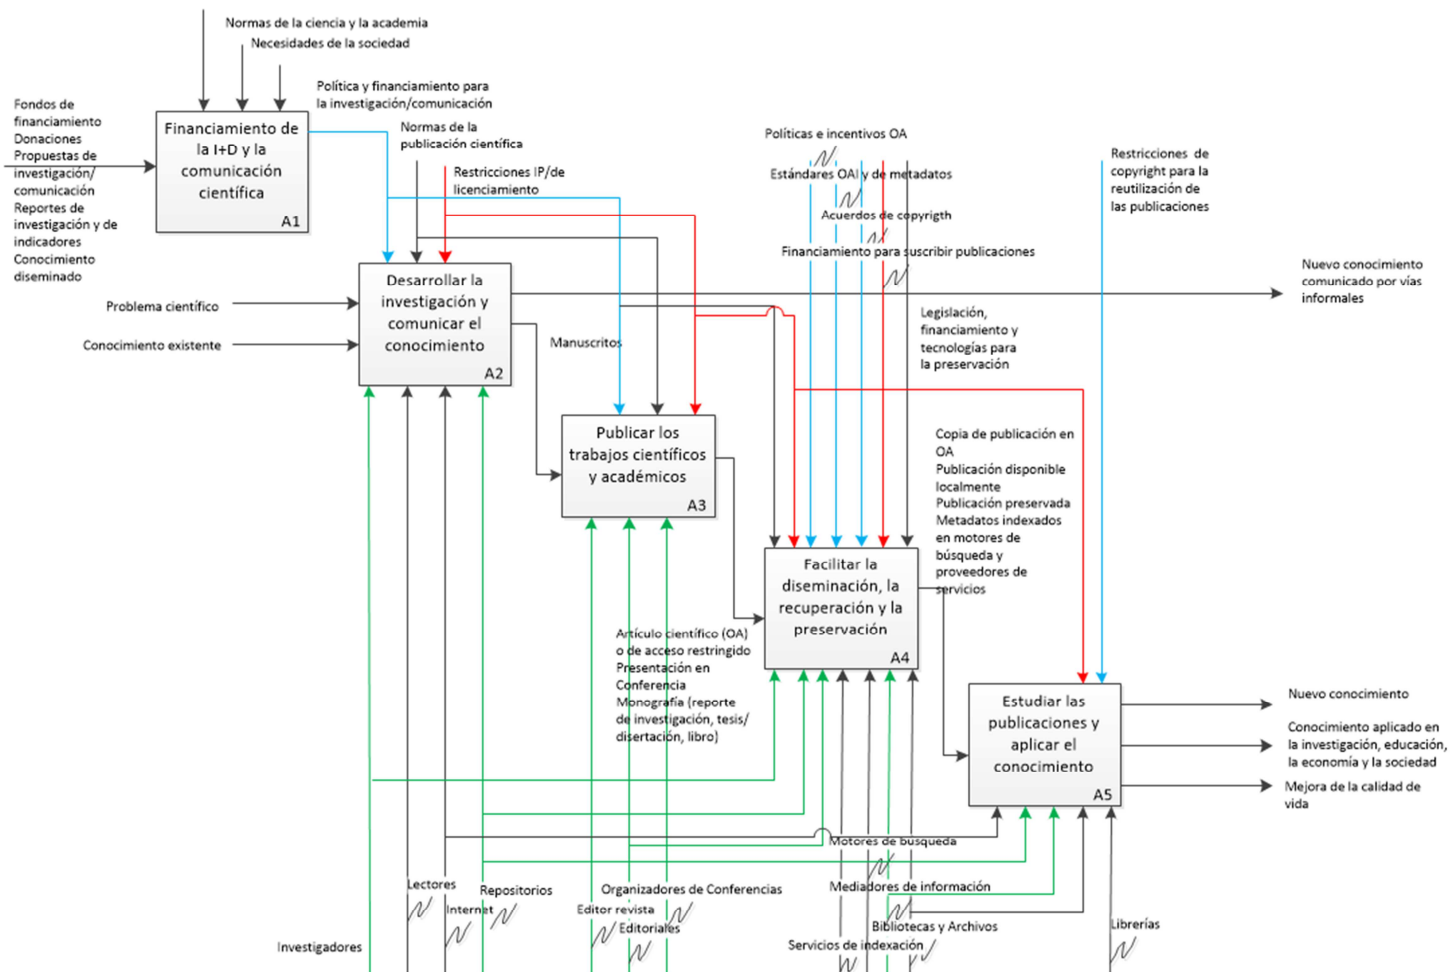 Normas de la ciencia y la academia
Necesidades de la sociedad
Política y financiamiento para
la investigación/comunicación
Fondos de
financiamiento
Donaciones
Propuestas de
investigación/
comunicación
Reportes de
investigación y de
indicadores
Conocimiento
diseminado
Financiamiento de
la I+D y la
comunicación
científica
A1
Normas de la
publicación científica
Restricciones IP/de
licenciamiento
Políticas e incentivos OA
Estándares OAI y de metadatos
Acuerdos de copyrigth
Financiamiento para suscribir publicaciones
Restricciones de
copyright para la
reutilización de
las publicaciones
Problema científico
Conocimiento existente
Desarrollar la
investigación y
comunicar el
conocimiento
A2
Nuevo conocimiento
comunicado por vías
informales
Manuscritos
Legislación,
financiamiento y
tecnologías para
la preservación
Publicar los
trabajos científicos
y académicos
A3
Copia de publicación en
OA
Publicación disponible
localmente
Publicación preservada
Metadatos indexados
en motores de
búsqueda y
proveedores de
servicios
Facilitar la
diseminación, la
recuperación y la
preservación
A4
Artículo científico (OA)
o de acceso restringido
Presentación en
Conferencia
Monografía (reporte
de investigación, tesis/
disertación, libro)
Estudiar las
publicaciones y
aplicar el
conocimiento
A5
Nuevo conocimiento
Conocimiento aplicado en
la investigación, educación,
la economía y la sociedad
Mejora de la calidad de
vida
Motores de búsqueda
Mediadores de información
Bibliotecas y Archivos
Servicios de indexación
Librerías
Lectores
Internet
Repositorios
Investigadores
Organizadores de Conferencias
Editor revista
Editoriales